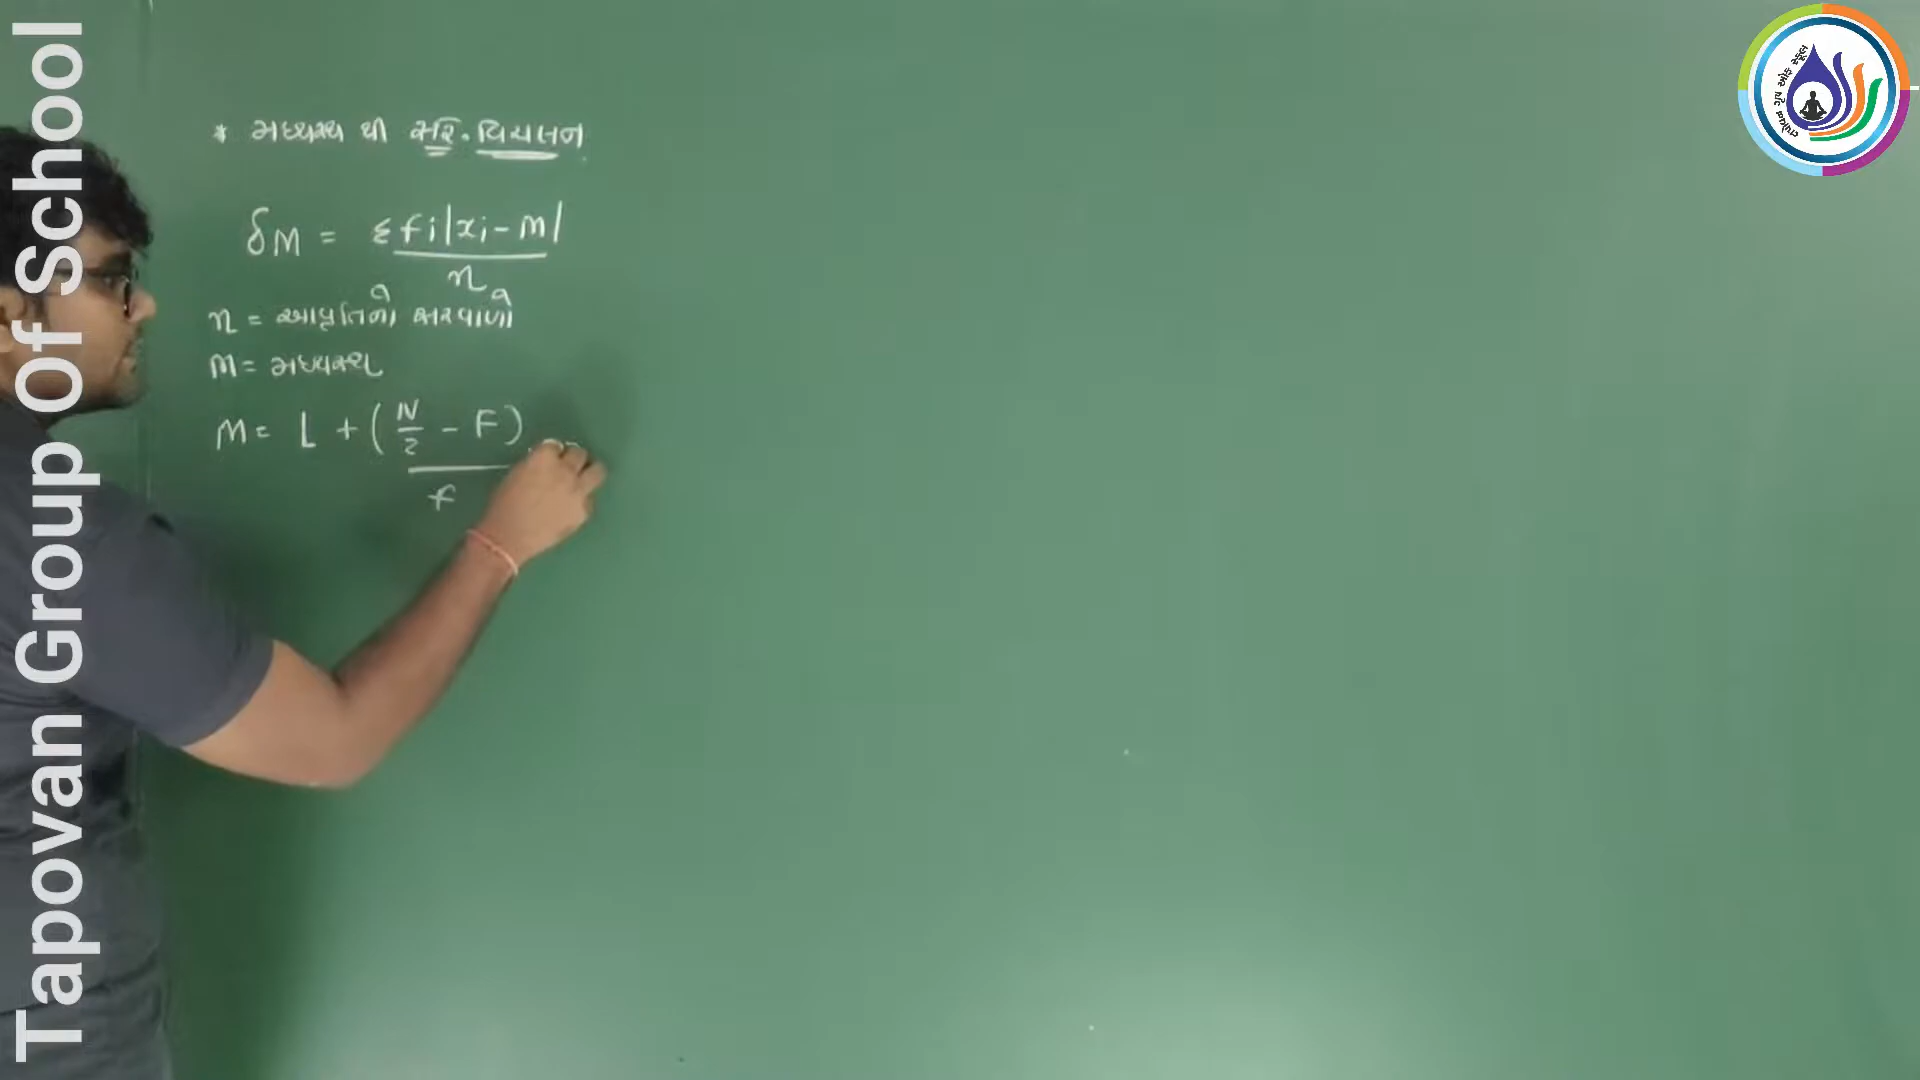 Tapovan Group Of School
* મધ્યસ્થ થી સરે. વિચલન
δM = Σfi|xi - M|
n
n = આવૃતિનો સરવાળો
M = મધ્યસ્થ
M = L + (N/2 - F)
f